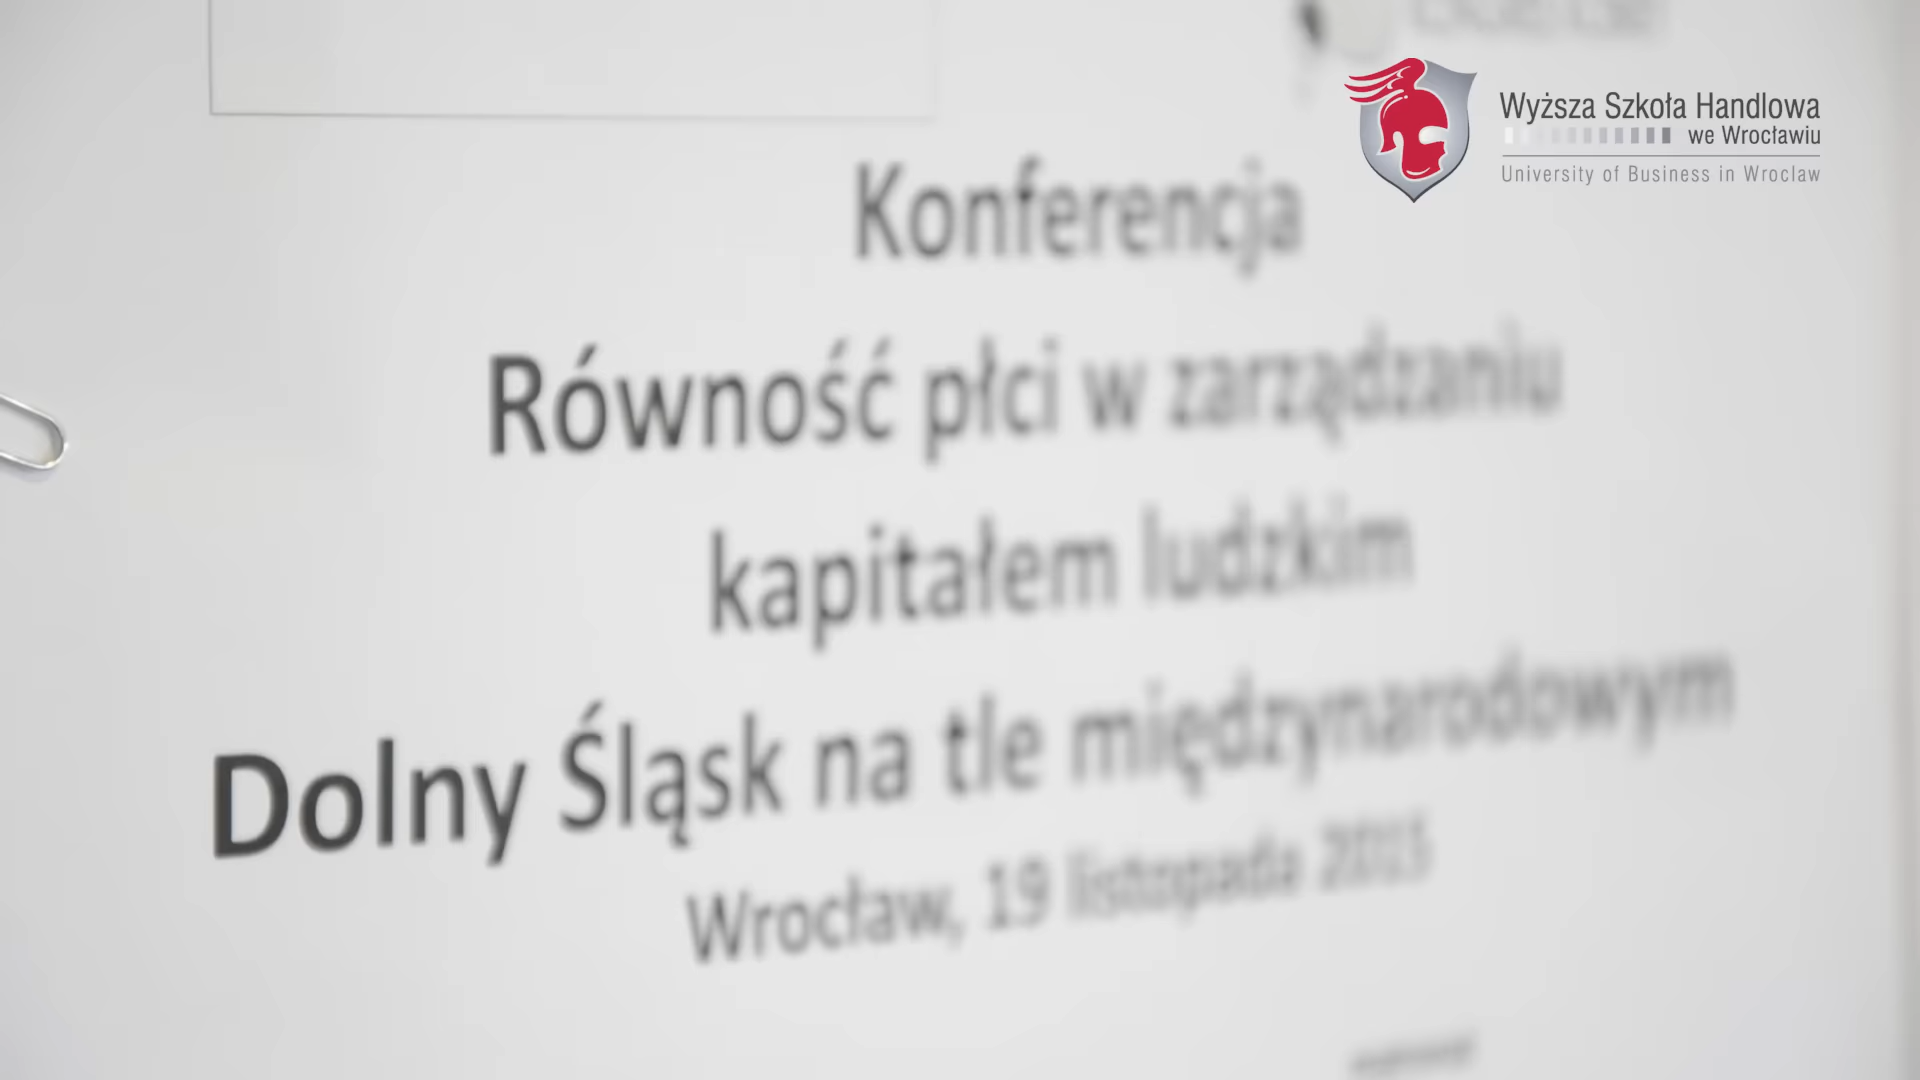 Wyższa Szkoła Handlowa
we Wrocławiu
University of Business in Wroclaw
Konferencja
Równość płci w zarządzaniu
kapitałem ludzkim
Dolny Śląsk na tle międzynarodowym
Wrocław, 19 listopada 2015